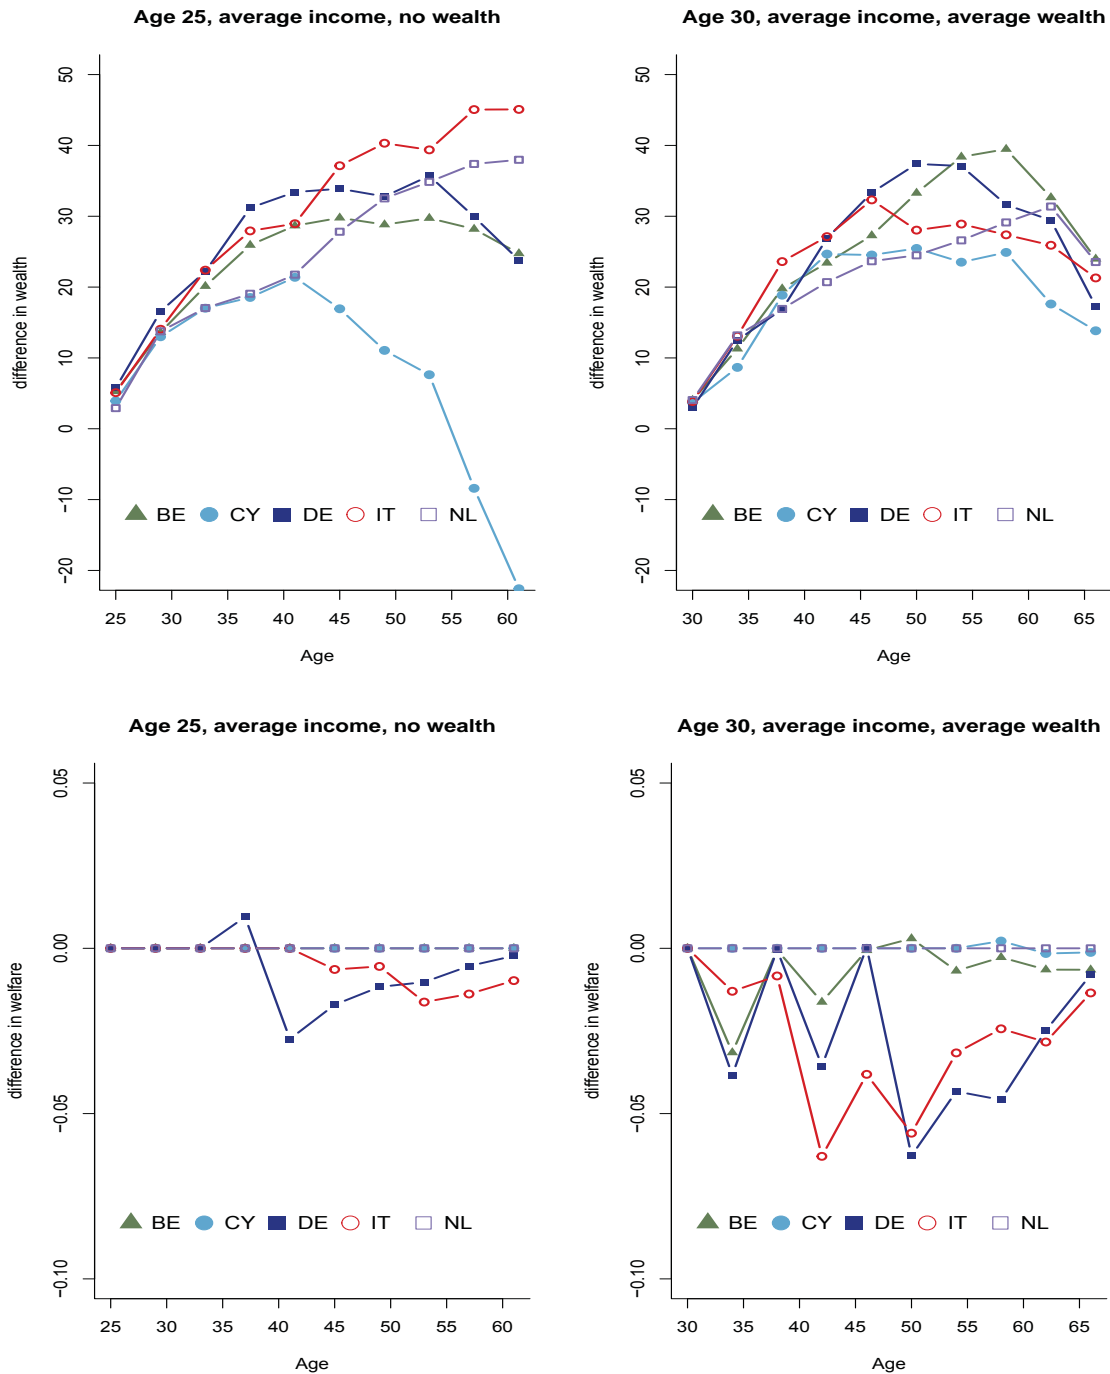 Age 25, average income, no wealth
difference in wealth
50
40
30
20
10
0
−10
−20
BE CY DE IT NL
25 30 35 40 45 50 55 60
Age
Age 30, average income, average wealth
difference in wealth
50
40
30
20
10
0
−10
−20
BE CY DE IT NL
30 35 40 45 50 55 60 65
Age
Age 25, average income, no wealth
difference in welfare
0.05
0.00
−0.05
−0.10
BE CY DE IT NL
25 30 35 40 45 50 55 60
Age
Age 30, average income, average wealth
difference in welfare
0.05
0.00
−0.05
−0.10
BE CY DE IT NL
30 35 40 45 50 55 60 65
Age